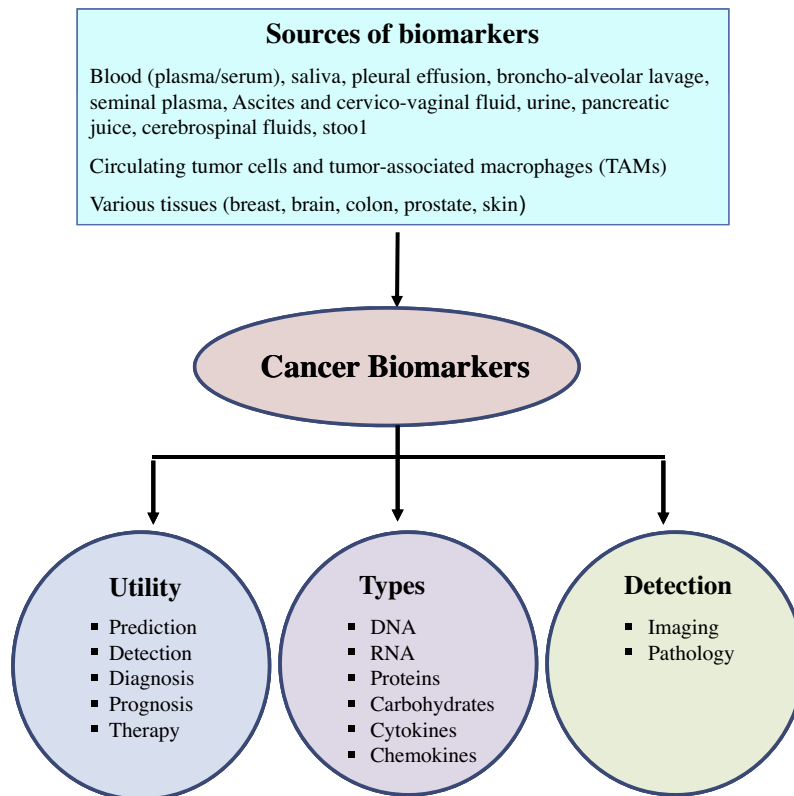 Sources of biomarkers
Blood (plasma/serum), saliva, pleural effusion, broncho-alveolar lavage,
seminal plasma, Ascites and cervico-vaginal fluid, urine, pancreatic
juice, cerebrospinal fluids, stoo1
Circulating tumor cells and tumor-associated macrophages (TAMs)
Various tissues (breast, brain, colon, prostate, skin)
Cancer Biomarkers
Utility
▪ Prediction
▪ Detection
▪ Diagnosis
▪ Prognosis
▪ Therapy
Types
▪ DNA
▪ RNA
▪ Proteins
▪ Carbohydrates
▪ Cytokines
▪ Chemokines
Detection
▪ Imaging
▪ Pathology